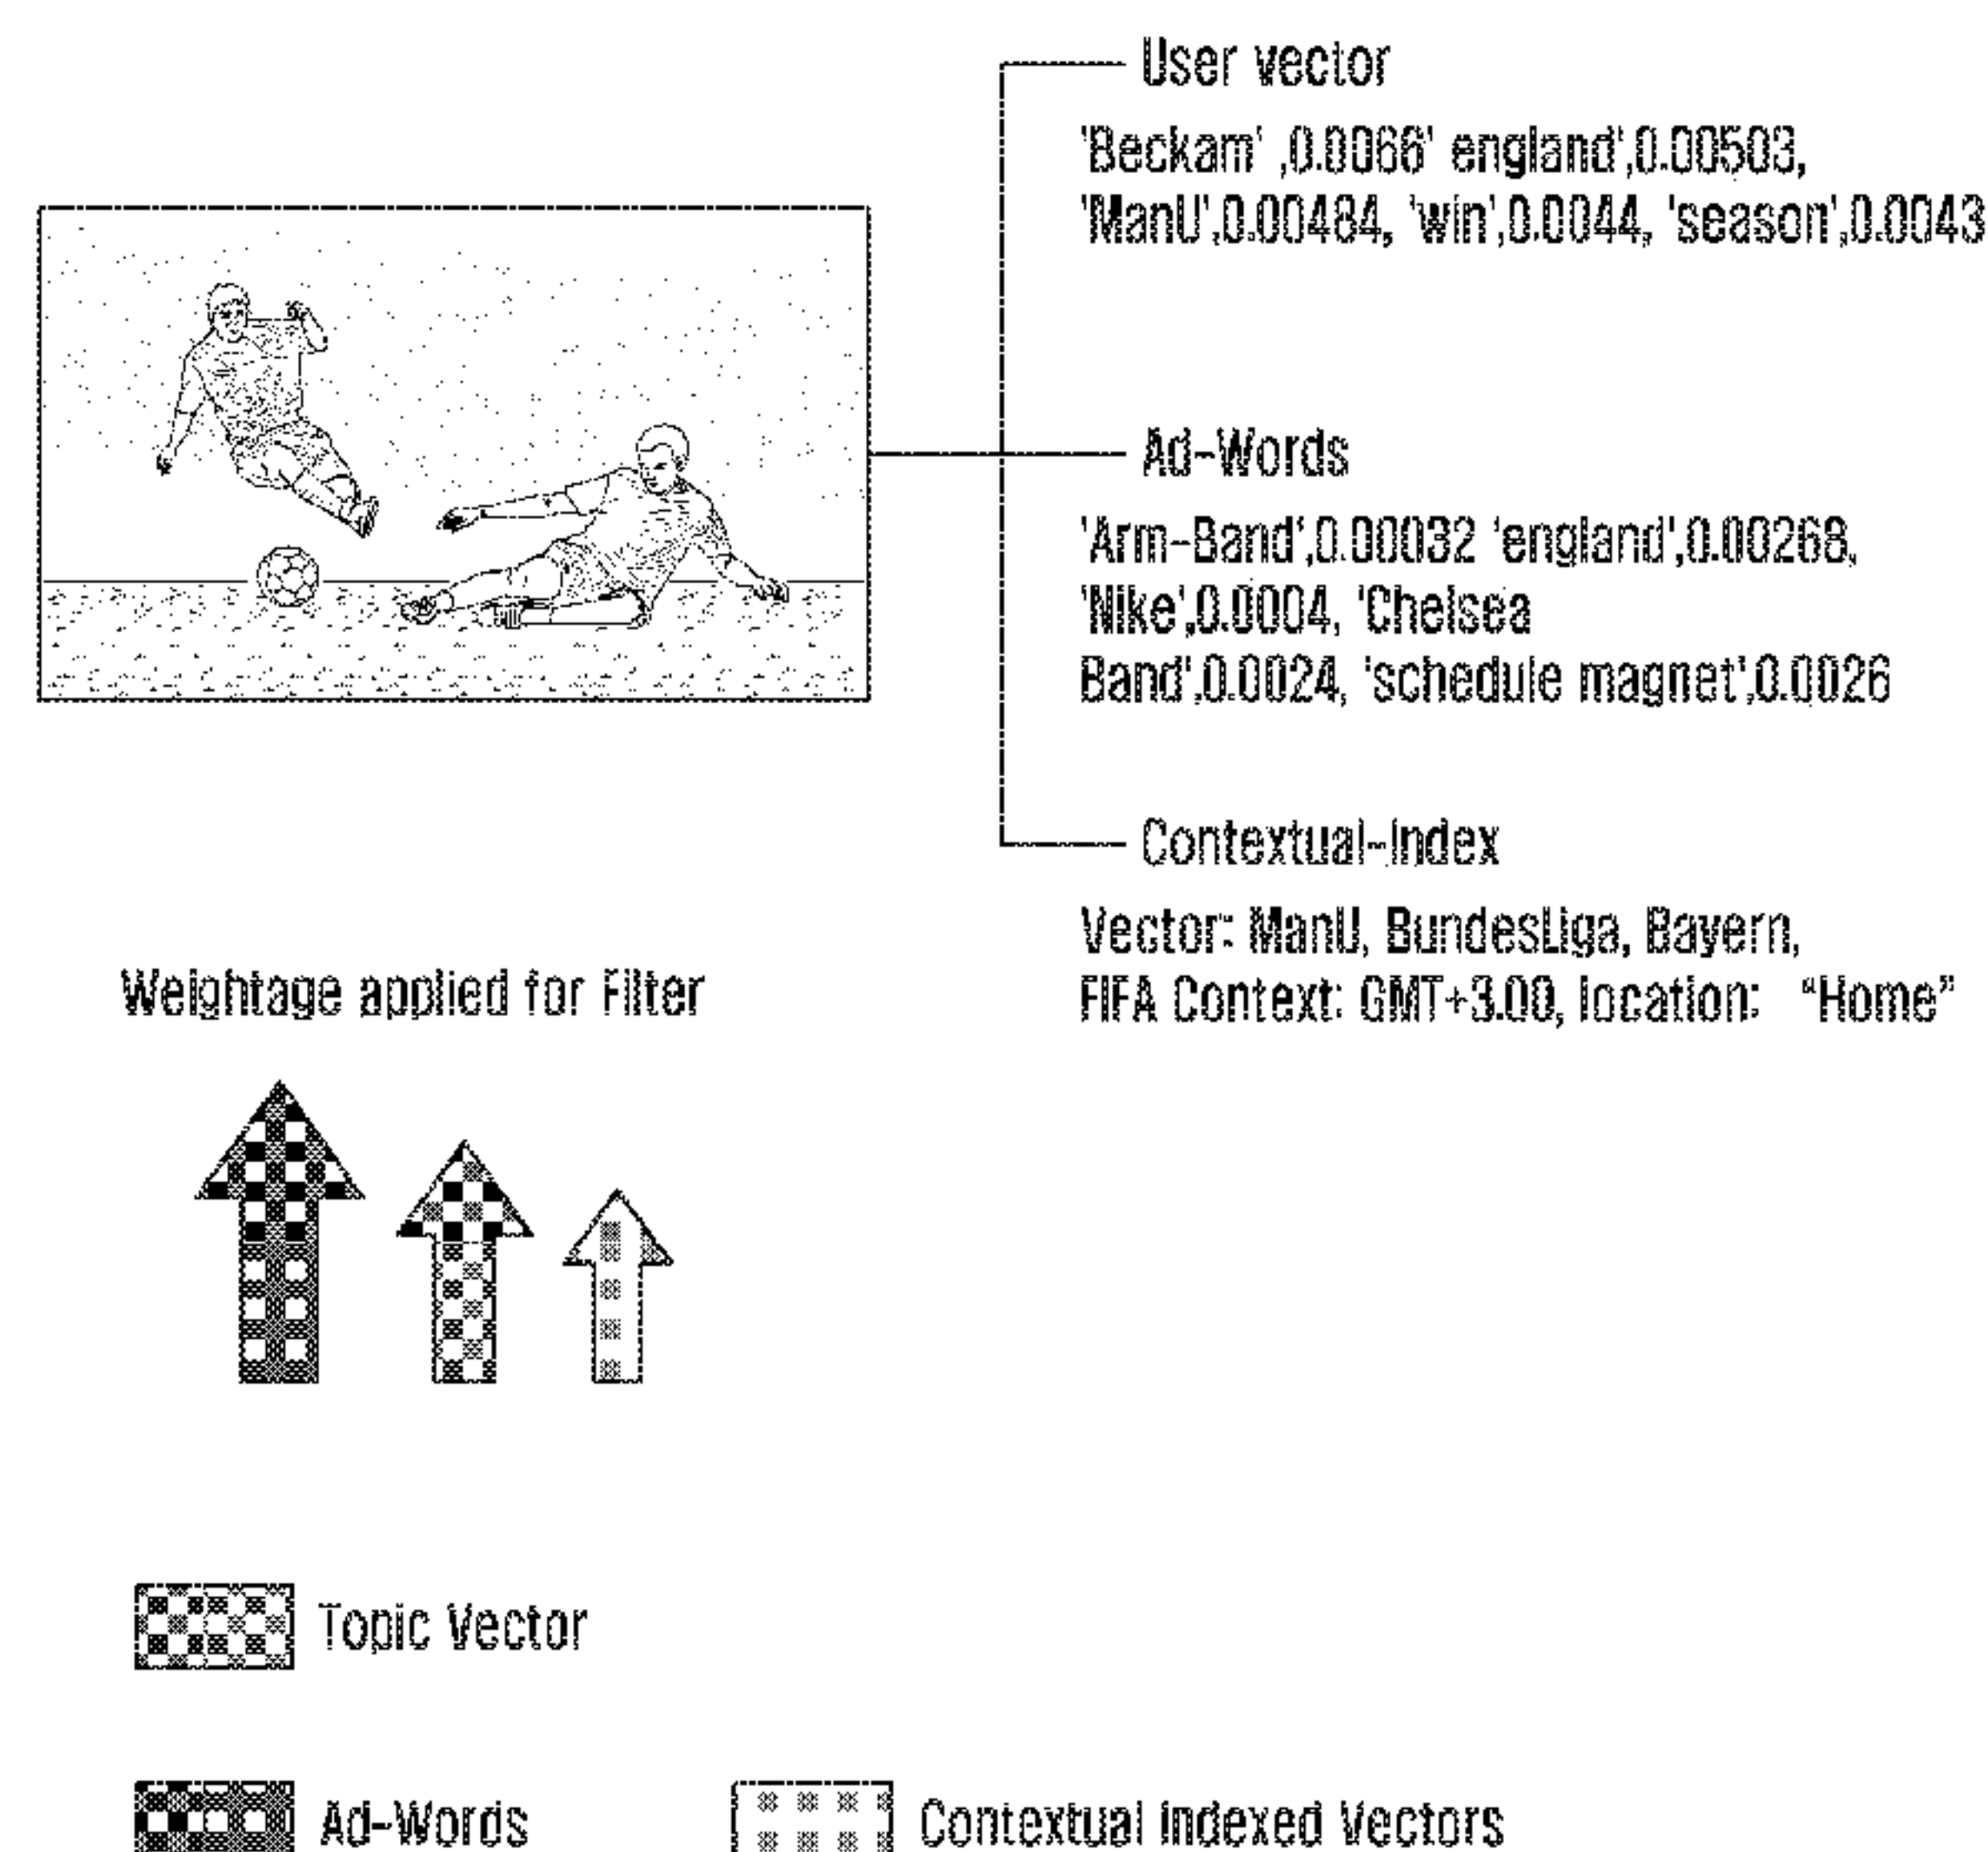 User vector
'Beckam' ,0.0066' england',0.00503,
'ManU',0.00484, 'win',0.0044, 'season',0.0043
Ad-Words
'Arm-Band',0.00032 'england',0.00268,
'Nike',0.0004, 'Chelsea
Band',0.0024, 'schedule magnet',0.0026
Contextual-Index
Vector: ManU, BundesLiga, Bayern,
FIFA Context: GMT+3.00, location: "Home"
Weightage applied for Filter
Topic Vector
Ad-Words
Contextual Indexed Vectors